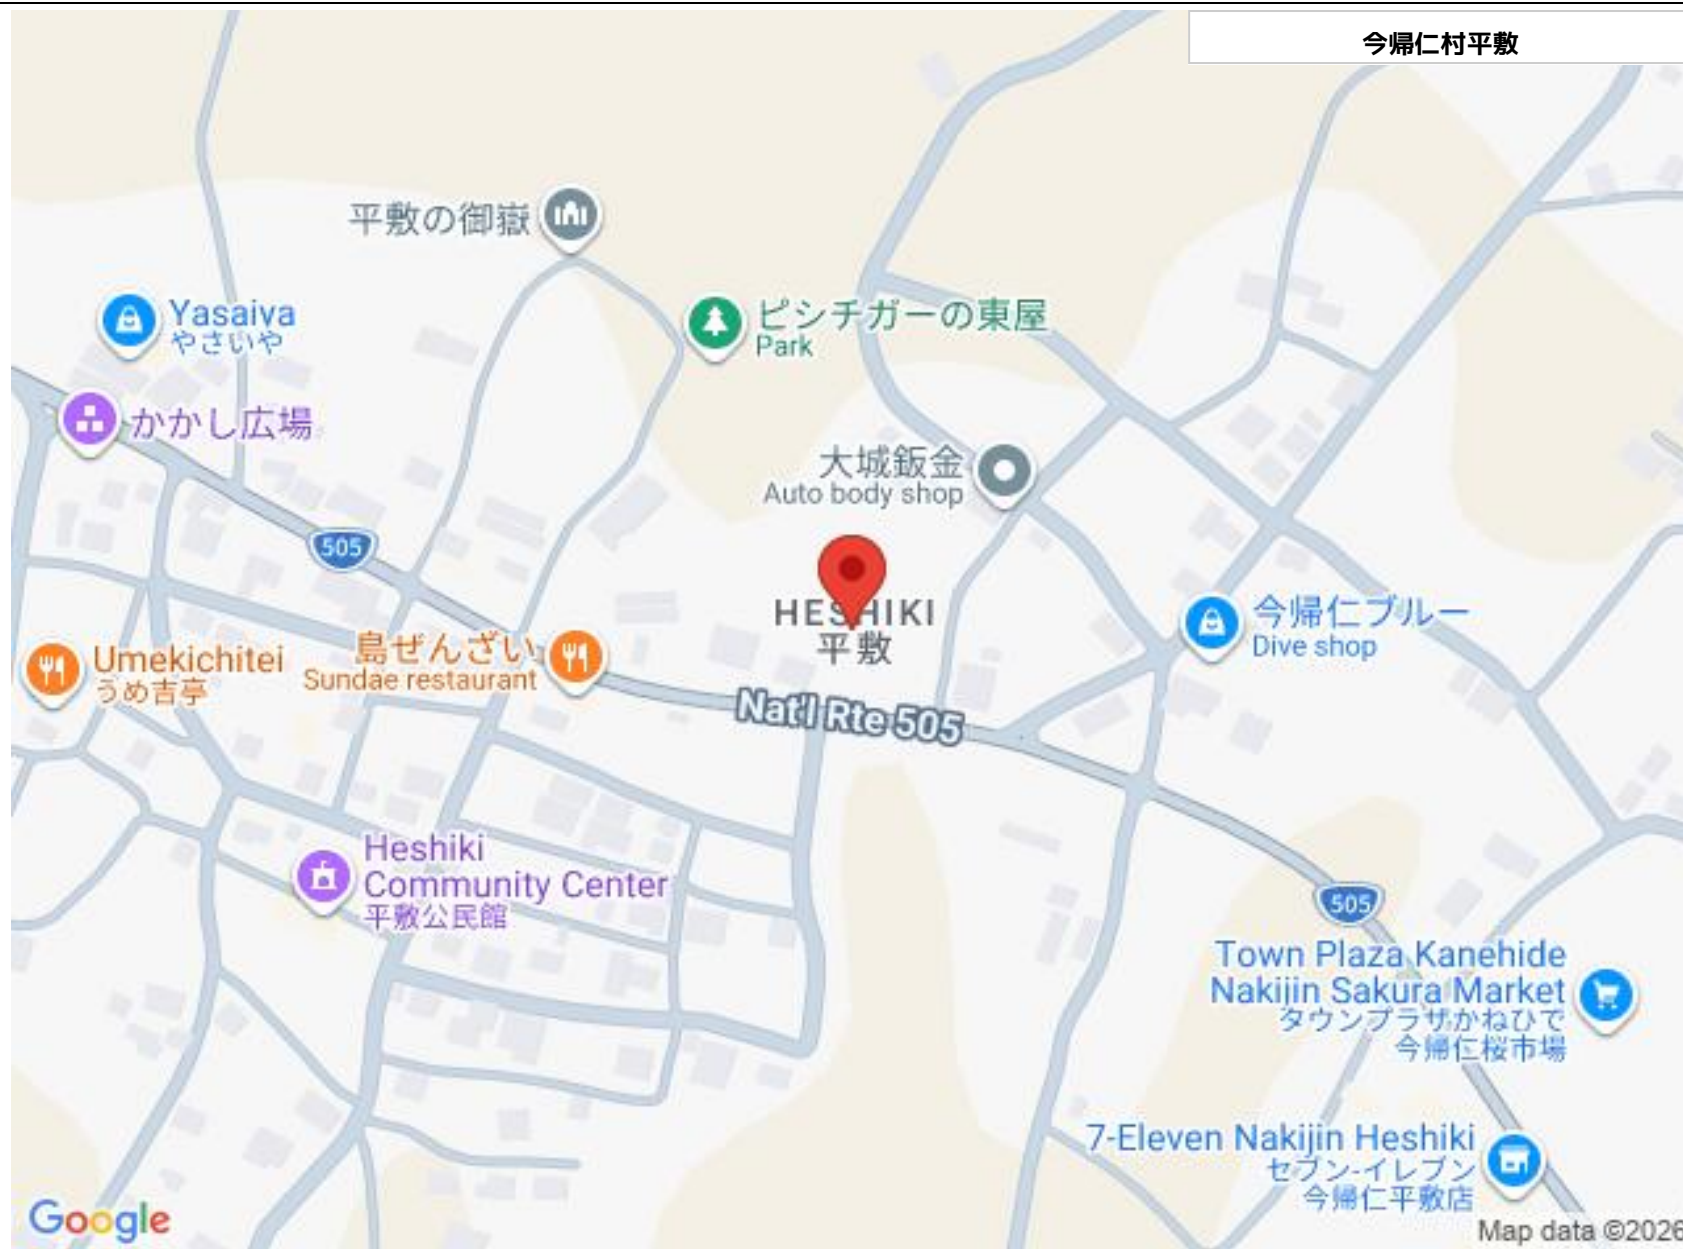 今帰仁村平敷
平敷の御嶽
Yasaiya
やさいや
ピシチガーの東屋
Park
かかし広場
大城鈑金
Auto body shop
505
HESHIKI
平敷
今帰仁ブルー
Dive shop
島ぜんざい
Sundae restaurant
Umekichitei
うめ吉亭
Nat'l Rte 505
Heshiki
Community Center
平敷公民館
505
Town Plaza Kanehide
Nakijin Sakura Market
タウンプラザかねひで
今帰仁桜市場
7-Eleven Nakijin Heshiki
セブン-イレブン
今帰仁平敷店
Google
Map data ©2026